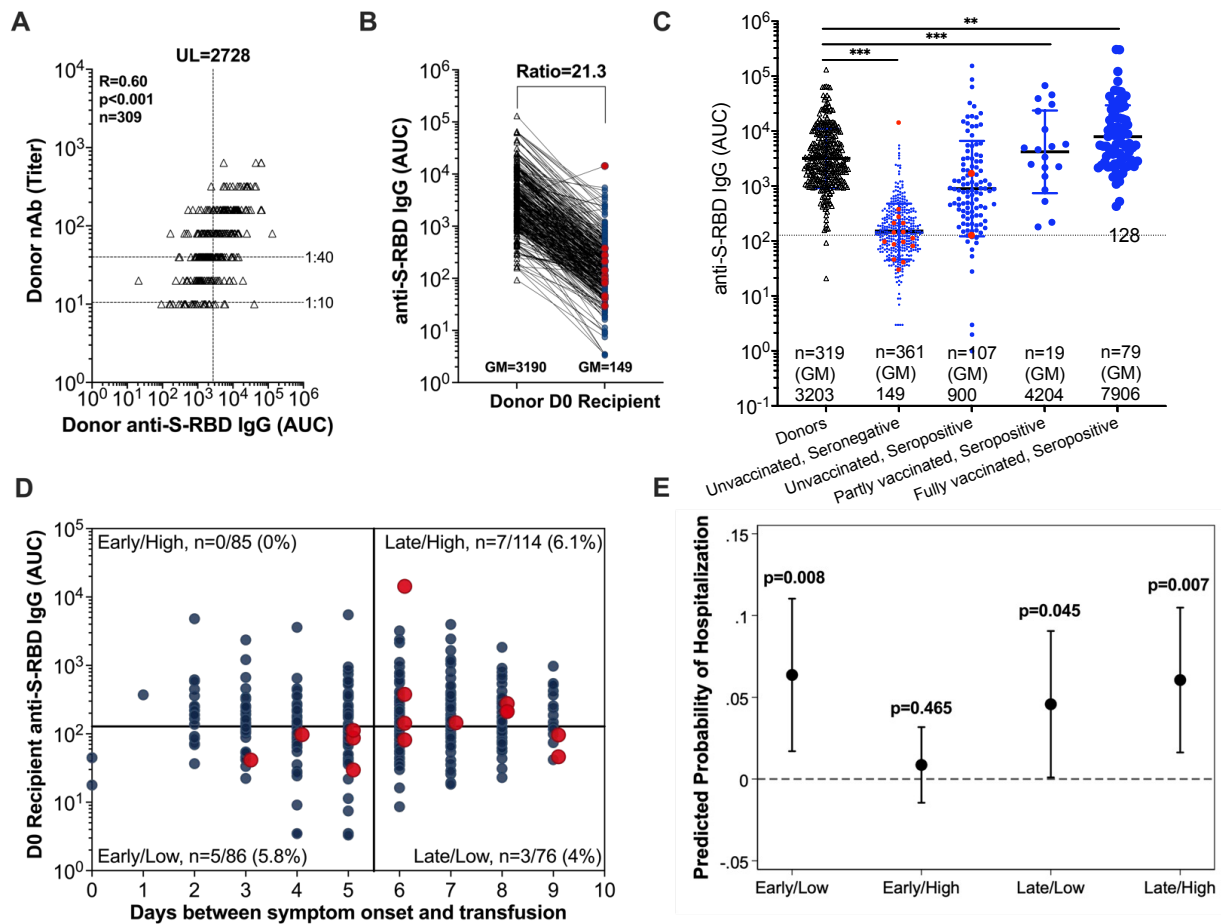 A
UL=2728
R=0.60
p<0.001
n=309
10^4
10^3
10^2
10^1
10^0
1:40
1:10
Donor nAb (Titer)
10^0 10^1 10^2 10^3 10^4 10^5 10^6
Donor anti-S-RBD IgG (AUC)
B
Ratio=21.3
10^6
10^5
10^4
10^3
10^2
10^1
10^0
anti-S-RBD IgG (AUC)
GM=3190 GM=149
Donor D0 Recipient
C
**
***
***
10^6
10^5
10^4
10^3
10^2
10^1
10^0
10^-1
anti-S-RBD IgG (AUC)
128
n=319 n=361 n=107 n=19 n=79
(GM) (GM) (GM) (GM) (GM)
3203 149 900 4204 7906
Donors
Unvaccinated, Seronegative
Unvaccinated, Seropositive
Partly vaccinated, Seropositive
Fully vaccinated, Seropositive
D
10^5
10^4
10^3
10^2
10^1
10^0
D0 Recipient anti-S-RBD IgG (AUC)
Early/High, n=0/85 (0%) Late/High, n=7/114 (6.1%)
Early/Low, n=5/86 (5.8%) Late/Low, n=3/76 (4%)
0 1 2 3 4 5 6 7 8 9 10
Days between symptom onset and transfusion
E
.15
.1
.05
0
-.05
Predicted Probability of Hospitalization
p=0.008
p=0.465
p=0.045
p=0.007
Early/Low Early/High Late/Low Late/High